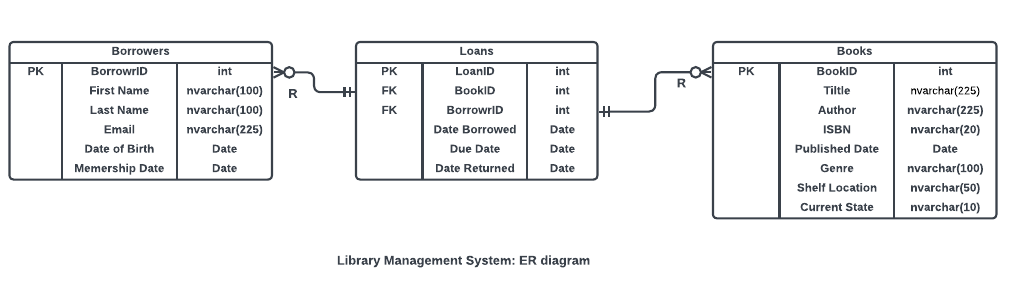 Borrowers
PK BorrowrID int
First Name nvarchar(100)
Last Name nvarchar(100)
Email nvarchar(225)
Date of Birth Date
Memership Date Date
R
Loans
PK LoanID int
FK BookID int
FK BorrowrID int
Date Borrowed Date
Due Date Date
Date Returned Date
R
Books
PK BookID int
Tiltle nvarchar(225)
Author nvarchar(225)
ISBN nvarchar(20)
Published Date Date
Genre nvarchar(100)
Shelf Location nvarchar(50)
Current State nvarchar(10)
Library Management System: ER diagram